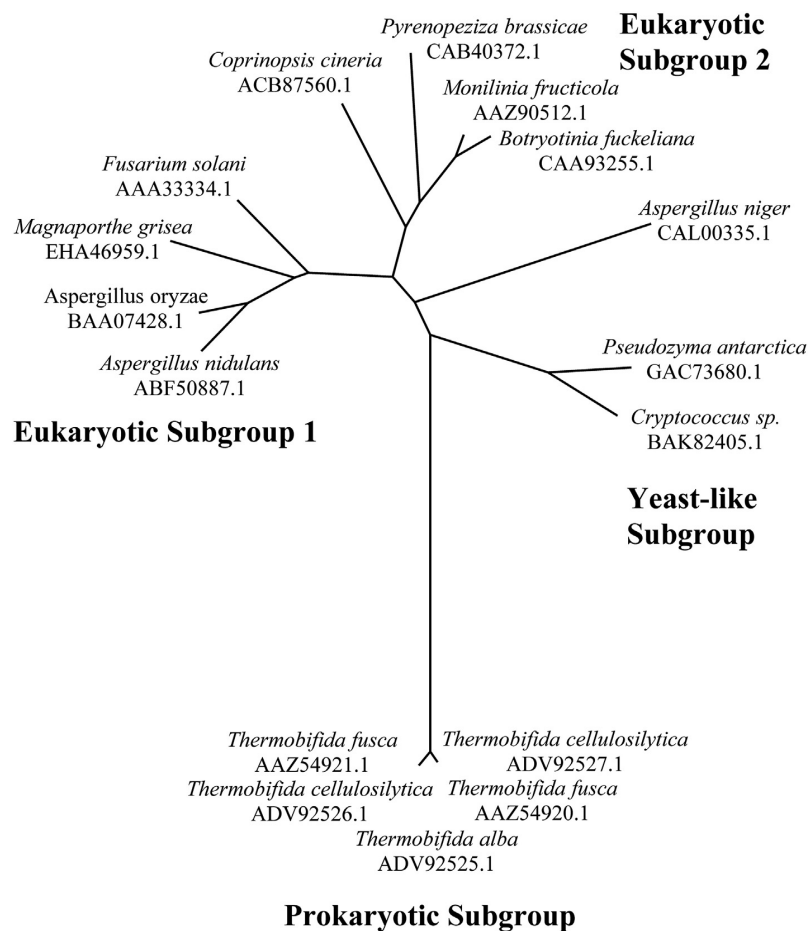 Pyrenopeziza brassicae
CAB40372.1
Eukaryotic
Subgroup 2
Coprinopsis cineria
ACB87560.1
Monilinia fructicola
AAZ90512.1
Botryotinia fuckeliana
CAA93255.1
Fusarium solani
AAA33334.1
Aspergillus niger
CAL00335.1
Magnaporthe grisea
EHA46959.1
Aspergillus oryzae
BAA07428.1
Aspergillus nidulans
ABF50887.1
Eukaryotic Subgroup 1
Pseudozyma antarctica
GAC73680.1
Cryptococcus sp.
BAK82405.1
Yeast-like
Subgroup
Thermobifida fusca
AAZ54921.1
Thermobifida cellulosilytica
ADV92527.1
Thermobifida cellulosilytica
ADV92526.1
Thermobifida fusca
AAZ54920.1
Thermobifida alba
ADV92525.1
Prokaryotic Subgroup